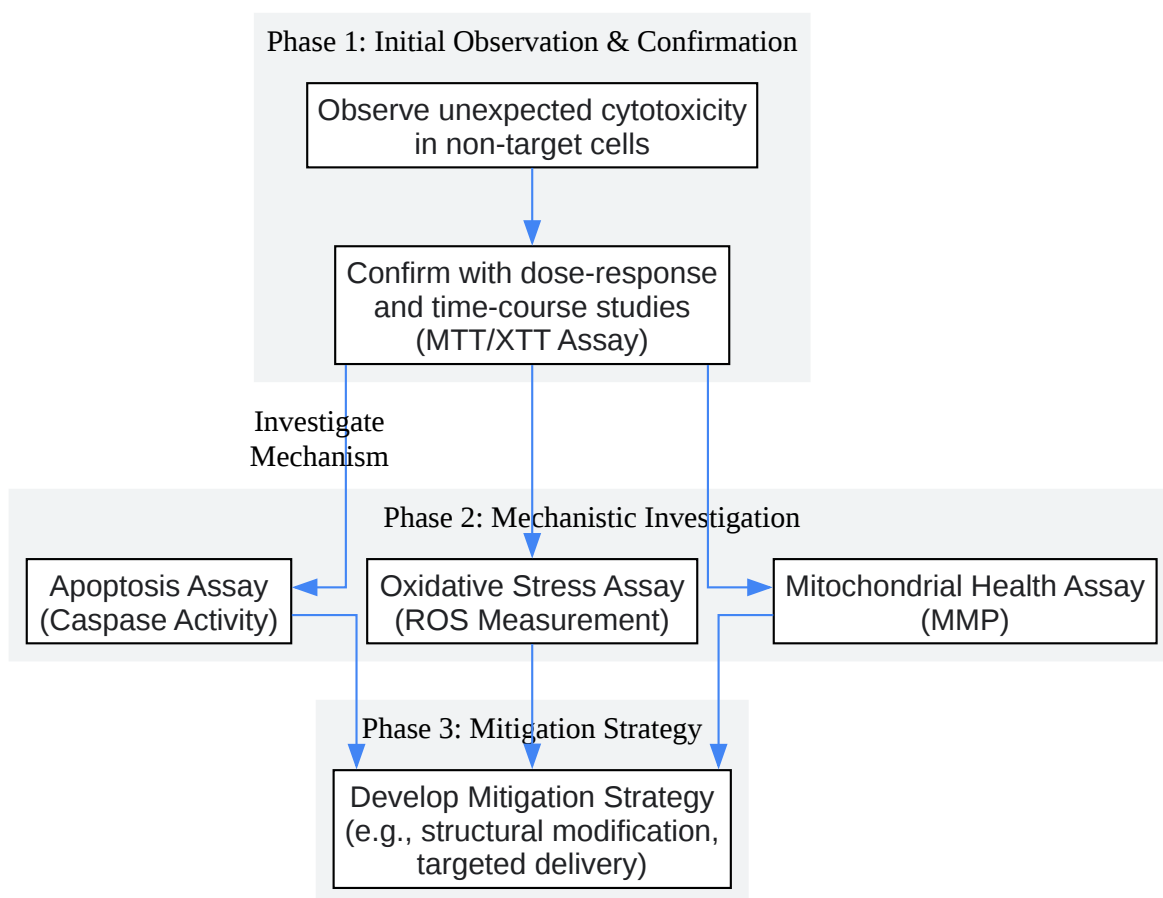 Phase 1: Initial Observation & Confirmation
Observe unexpected cytotoxicity
in non-target cells
Confirm with dose-response
and time-course studies
(MTT/XTT Assay)
Investigate
Mechanism
Phase 2: Mechanistic Investigation
Apoptosis Assay
(Caspase Activity)
Oxidative Stress Assay
(ROS Measurement)
Mitochondrial Health Assay
(MMP)
Phase 3: Mitigation Strategy
Develop Mitigation Strategy
(e.g., structural modification,
targeted delivery)